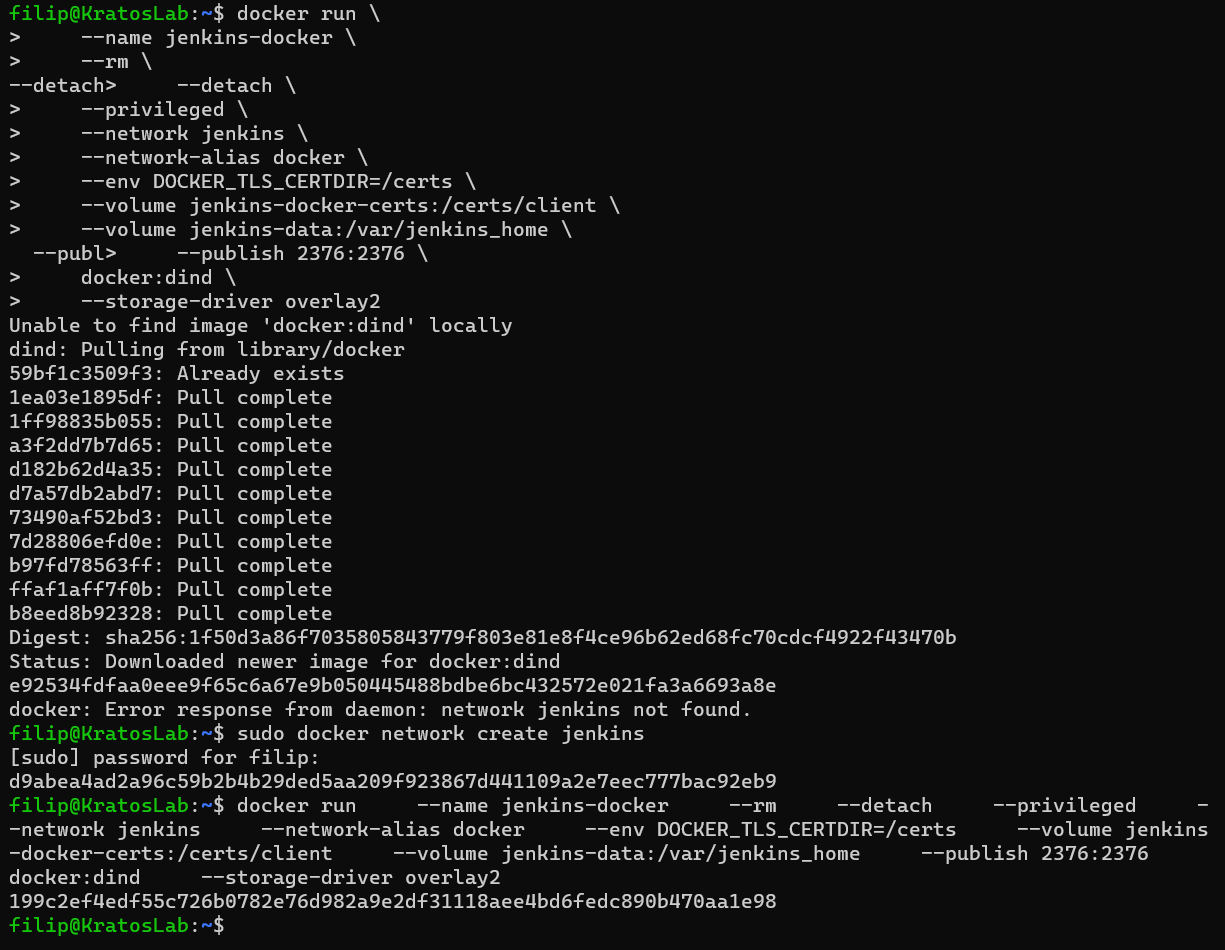 filip@KratosLab:~$ docker run \
>     --name jenkins-docker \
>     --rm \
--detach>     --detach \
>     --privileged \
>     --network jenkins \
>     --network-alias docker \
>     --env DOCKER_TLS_CERTDIR=/certs \
>     --volume jenkins-docker-certs:/certs/client \
>     --volume jenkins-data:/var/jenkins_home \
  --publ>     --publish 2376:2376 \
>     docker:dind \
>     --storage-driver overlay2
Unable to find image 'docker:dind' locally
dind: Pulling from library/docker
59bf1c3509f3: Already exists
1ea03e1895df: Pull complete
1ff98835b055: Pull complete
a3f2dd7b7d65: Pull complete
d182b62d4a35: Pull complete
d7a57db2abd7: Pull complete
73490af52bd3: Pull complete
7d28806efd0e: Pull complete
b97fd78563ff: Pull complete
ffaf1aff7f0b: Pull complete
b8eed8b92328: Pull complete
Digest: sha256:1f50d3a86f7035805843779f803e81e8f4ce96b62ed68fc70cdcf4922f43470b
Status: Downloaded newer image for docker:dind
e92534fdfaa0eee9f65c6a67e9b050445488bdbe6bc432572e021fa3a6693a8e
docker: Error response from daemon: network jenkins not found.
filip@KratosLab:~$ sudo docker network create jenkins
[sudo] password for filip:
d9abea4ad2a96c59b2b4b29ded5aa209f923867d441109a2e7eec777bac92eb9
filip@KratosLab:~$ docker run     --name jenkins-docker     --rm     --detach     --privileged     -
-network jenkins     --network-alias docker     --env DOCKER_TLS_CERTDIR=/certs     --volume jenkins
-docker-certs:/certs/client     --volume jenkins-data:/var/jenkins_home     --publish 2376:2376
docker:dind     --storage-driver overlay2
199c2ef4edf55c726b0782e76d982a9e2df31118aee4bd6fedc890b470aa1e98
filip@KratosLab:~$